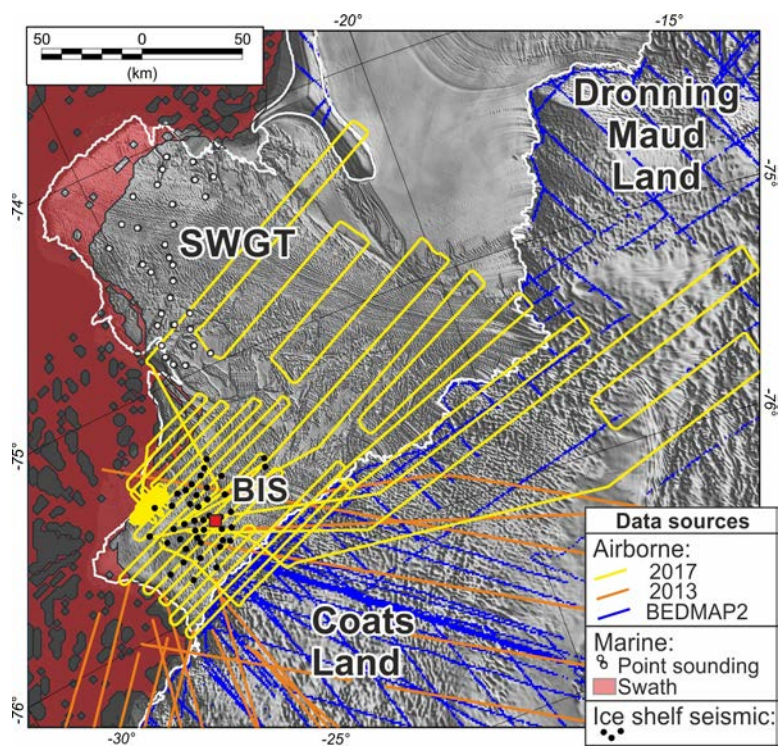 -20°
-15°
50
0
50
(km)
Dronning
Maud
Land
-75°
-74°
SWGT
-76°
-75°
BIS
Data sources
Airborne:
2017
2013
BEDMAP2
Marine:
Point sounding
Swath
Ice shelf seismic:
Coats
Land
-76°
-30°
-25°